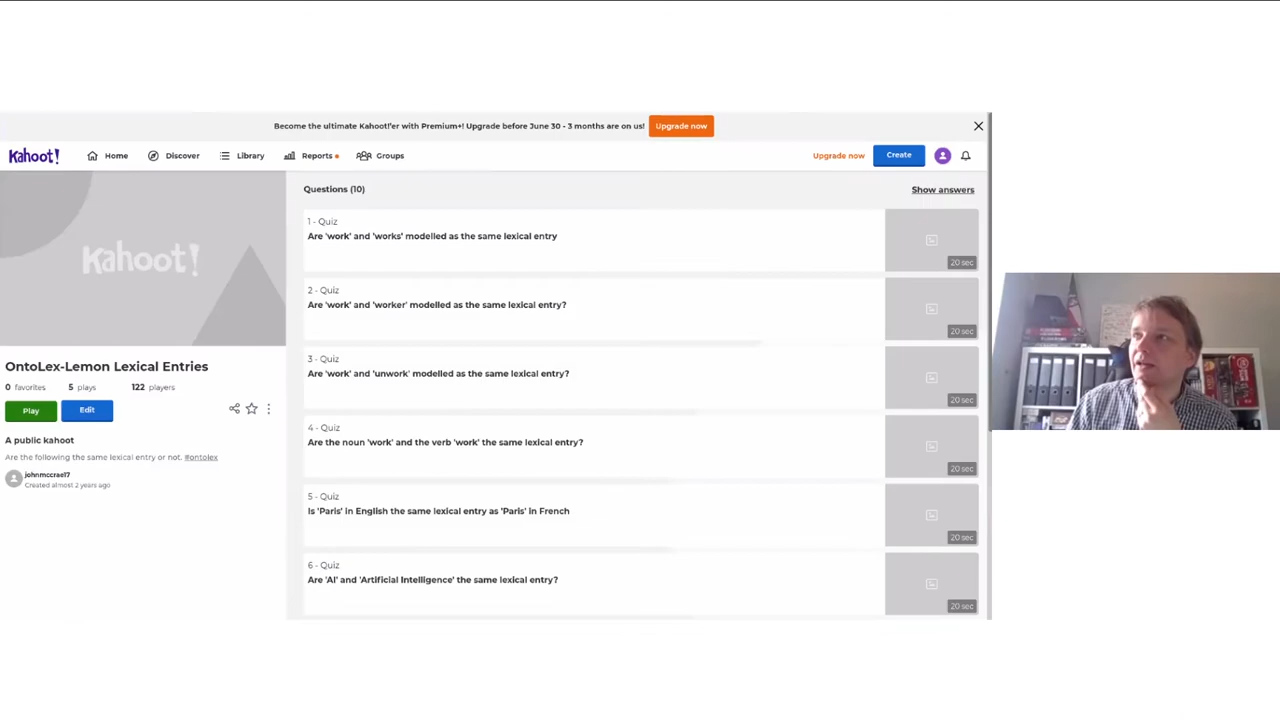 Become the ultimate Kahoot!'er with Premium+! Upgrade before June 30 - 3 months are on us!
Upgrade now
Kahoot!
Home
Discover
Library
Reports
Groups
Upgrade now
Create
Kahoot!
OntoLex-Lemon Lexical Entries
0 favorites 5 plays 122 players
Play
Edit
A public kahoot
Are the following the same lexical entry or not. #ontolex
johnmccrae17
Created almost 2 years ago
Questions (10)
Show answers
1 - Quiz
Are 'work' and 'works' modelled as the same lexical entry
20 sec
2 - Quiz
Are 'work' and 'worker' modelled as the same lexical entry?
20 sec
3 - Quiz
Are 'work' and 'unwork' modelled as the same lexical entry?
20 sec
4 - Quiz
Are the noun 'work' and the verb 'work' the same lexical entry?
20 sec
5 - Quiz
Is 'Paris' in English the same lexical entry as 'Paris' in French
20 sec
6 - Quiz
Are 'AI' and 'Artificial Intelligence' the same lexical entry?
20 sec